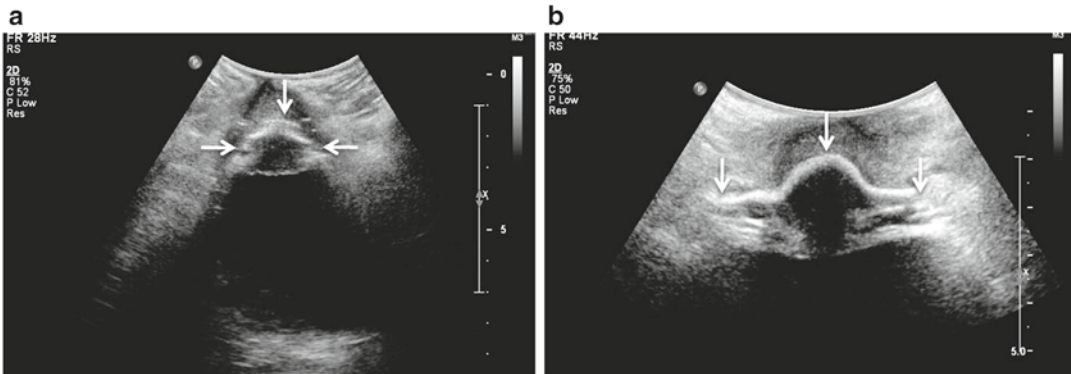 a
FR 28Hz
RS
2D
81%
C 52
P Low
Res
M3
0
X
5
b
FR 44Hz
RS
2D
75%
C 50
P Low
Res
M3
X
5.0